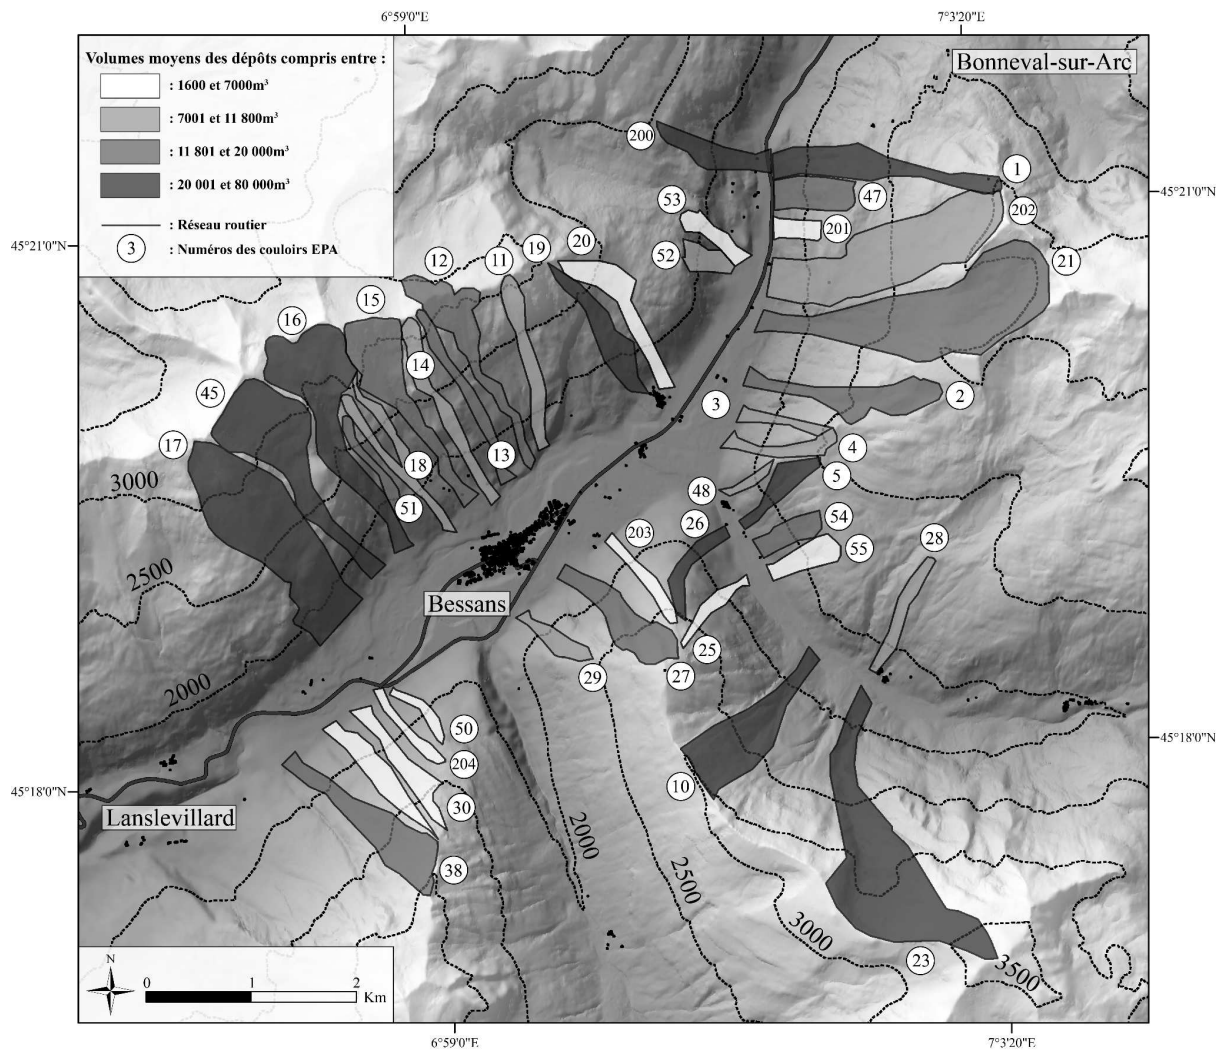 6°59'0"E
7°3'20"E
Volumes moyens des dépôts compris entre :
: 1600 et 7000m³
: 7001 et 11 800m³
: 11 801 et 20 000m³
: 20 001 et 80 000m³
: Réseau routier
3 : Numéros des couloirs EPA
Bonneval-sur-Arc
200
1
45°21'0"N
53
47
202
201
45°21'0"N
52
20
19
11
12
21
15
16
14
45
3
2
17
4
3000
18
13
5
48
51
26
54
203
55
28
2500
Bessans
25
29
27
2000
50
45°18'0"N
204
10
45°18'0"N
30
Lanslevillard
2000
38
2500
3000
23
3500
N
0
1
2
Km
6°59'0"E
7°3'20"E